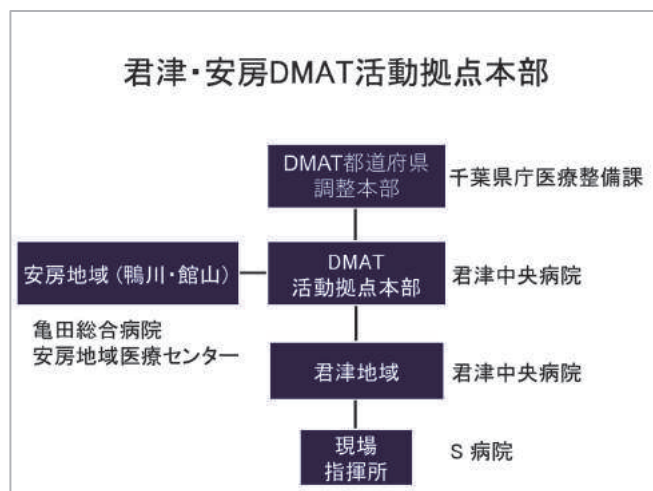 君津・安房DMAT活動拠点本部
DMAT都道府県
調整本部
千葉県庁医療整備課
安房地域(鴨川・館山)
DMAT
活動拠点本部
君津中央病院
亀田総合病院
安房地域医療センター
君津地域
君津中央病院
現場
指揮所
S 病院